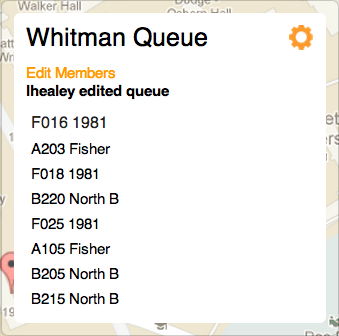 Walker Hall
Dodge
Osborn Hall
Whitman Queue
Edit Members
lhealey edited queue
F016 1981
A203 Fisher
F018 1981
B220 North B
F025 1981
A105 Fisher
B205 North B
B215 North B